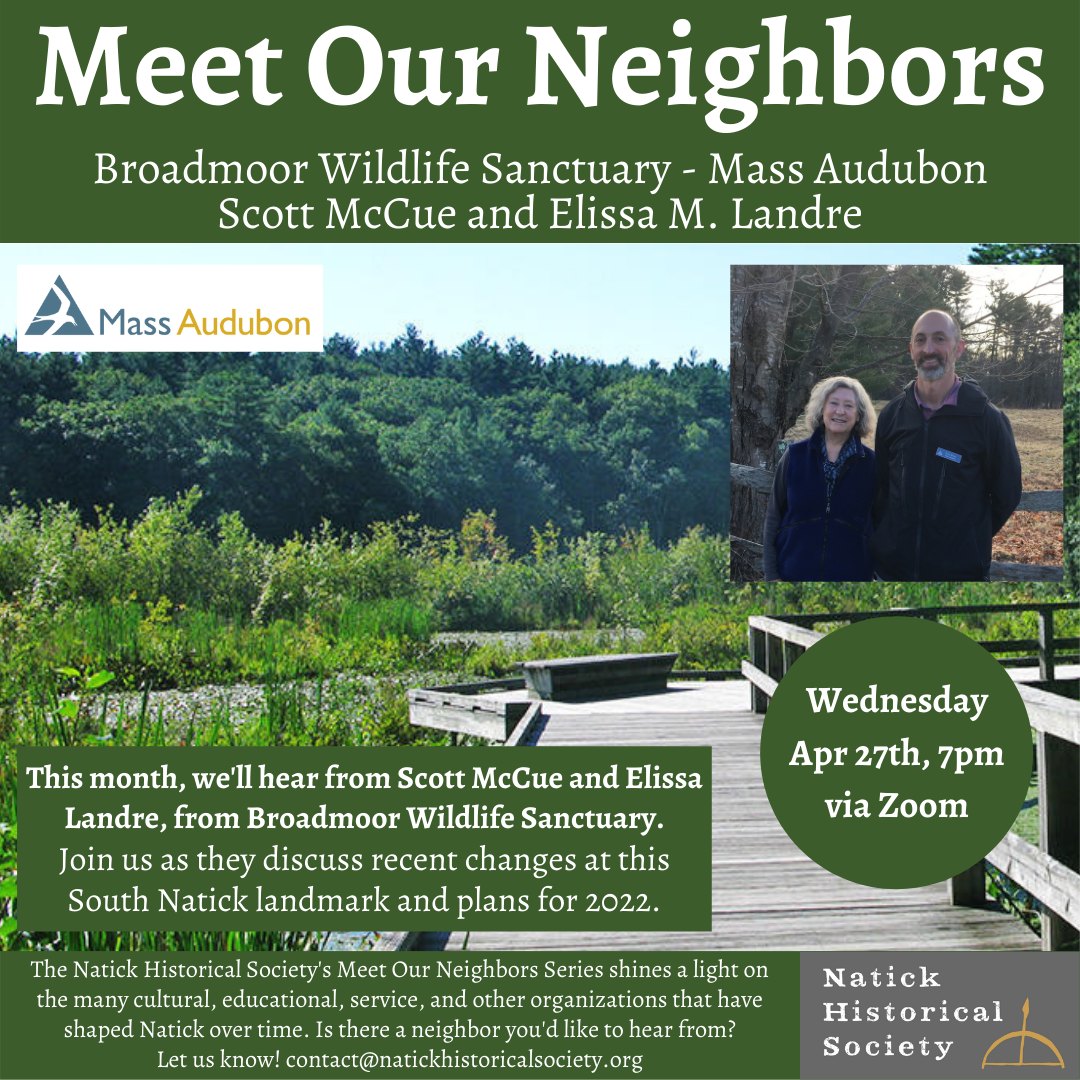 Meet Our Neighbors
Broadmoor Wildlife Sanctuary - Mass Audubon
Scott McCue and Elissa M. Landre
Mass Audubon
Wednesday
Apr 27th, 7pm
via Zoom
This month, we'll hear from Scott McCue and Elissa
Landre, from Broadmoor Wildlife Sanctuary.
Join us as they discuss recent changes at this
South Natick landmark and plans for 2022.
The Natick Historical Society's Meet Our Neighbors Series shines a light on
the many cultural, educational, service, and other organizations that have
shaped Natick over time. Is there a neighbor you'd like to hear from?
Let us know! contact@natickhistoricalsociety.org
Natick
Historical
Society